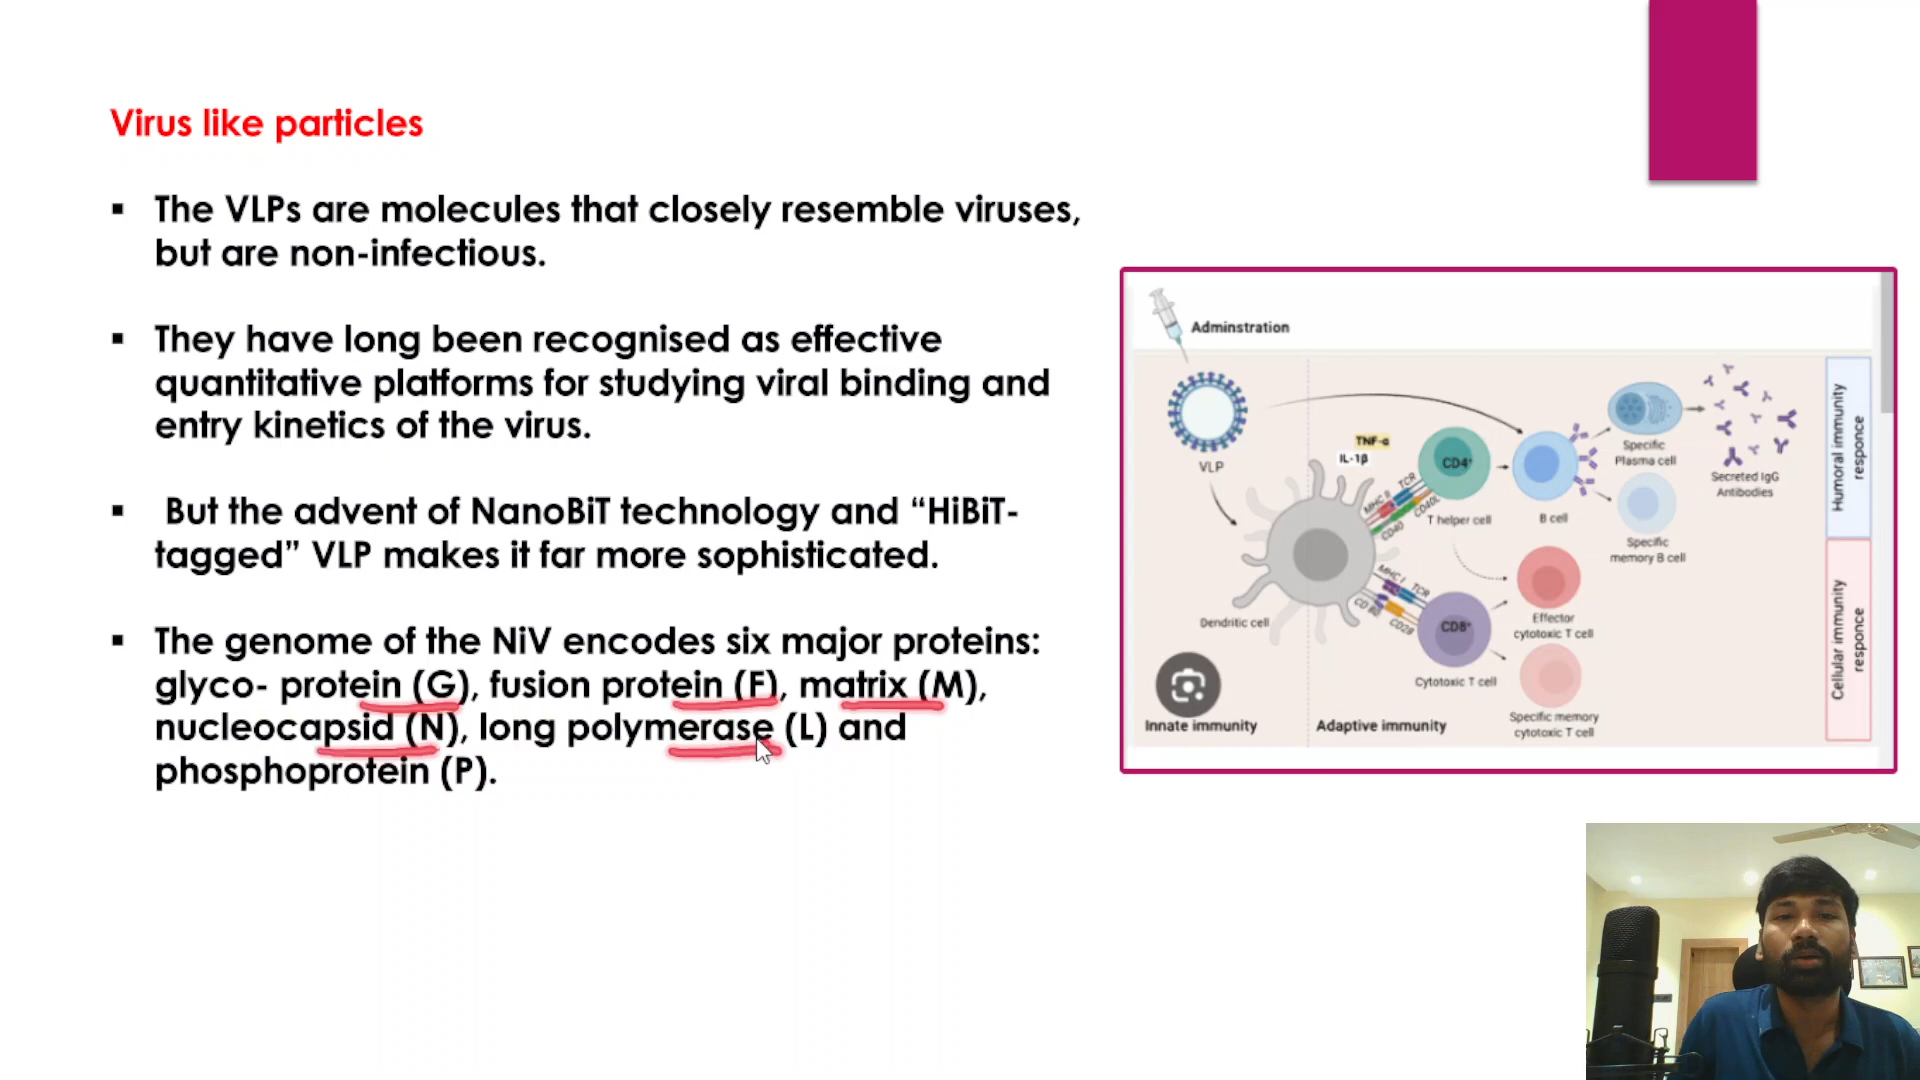 Virus like particles
▪ The VLPs are molecules that closely resemble viruses,
but are non-infectious.
▪ They have long been recognised as effective
quantitative platforms for studying viral binding and
entry kinetics of the virus.
▪ But the advent of NanoBiT technology and “HiBiT-
tagged” VLP makes it far more sophisticated.
▪ The genome of the NiV encodes six major proteins:
glyco- protein (G), fusion protein (F), matrix (M),
nucleocapsid (N), long polymerase (L) and
phosphoprotein (P).
Adminstration
VLP
TNF-α
IL-1β
MHC II
TCR
CD40
CD40L
CD4⁺
T helper cell
B cell
Specific
Plasma cell
Secreted IgG
Antibodies
Specific
memory B cell
Humoral immunity
responce
Dendritic cell
MHC I
TCR
CD 80
CD28
CD8⁺
Cytotoxic T cell
Effector
cytotoxic T cell
Specific memory
cytotoxic T cell
Cellular immunity
responce
Innate immunity
Adaptive immunity